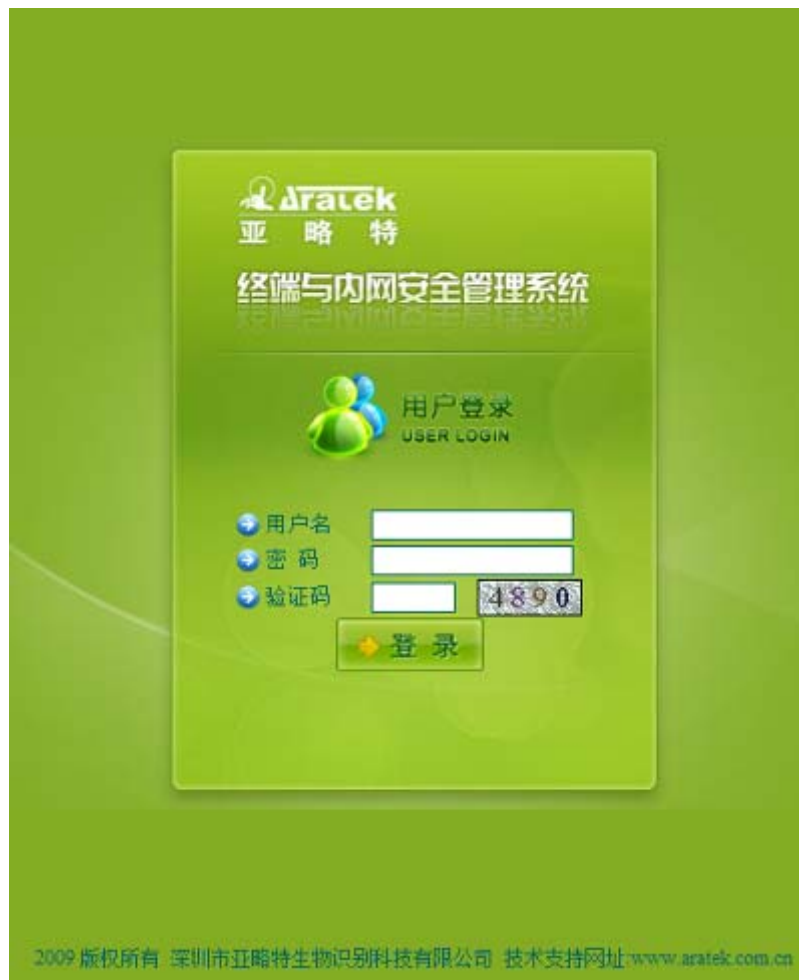 Aratek
亚略特
终端与内网安全管理系统
用户登录
USER LOGIN
用户名
密码
验证码 4890
登录
2009 版权所有 深圳市亚略特生物识别科技有限公司 技术支持网址:www.aratek.com.cn